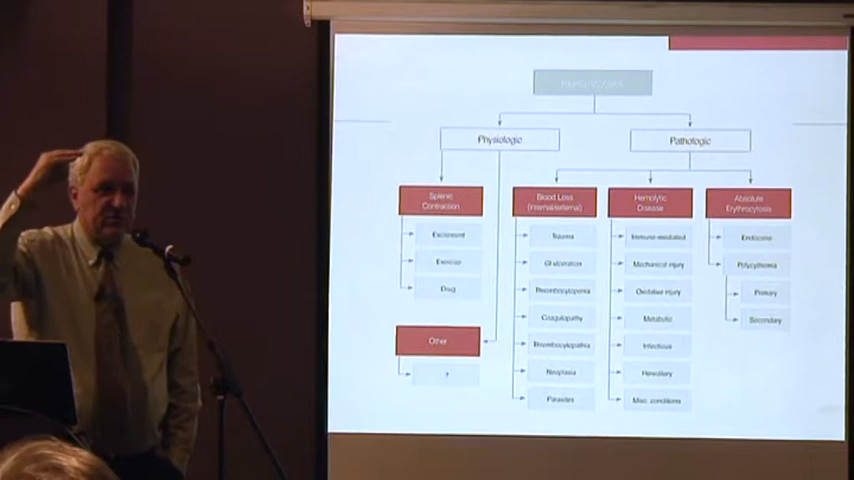 Physiologic
Pathologic
Splenic
Contraction
Excitement
Exercise
Drug
Other
?
Blood Loss
(internal/external)
Trauma
GI ulceration
Thrombocytopenia
Coagulopathy
Thrombocytopathia
Neoplasia
Parasites
Hemolytic
Disease
Immune-mediated
Mechanical injury
Oxidative injury
Metabolic
Infectious
Hereditary
Misc. conditions
Absolute
Erythrocytosis
Endocrine
Polycythemia
Primary
Secondary